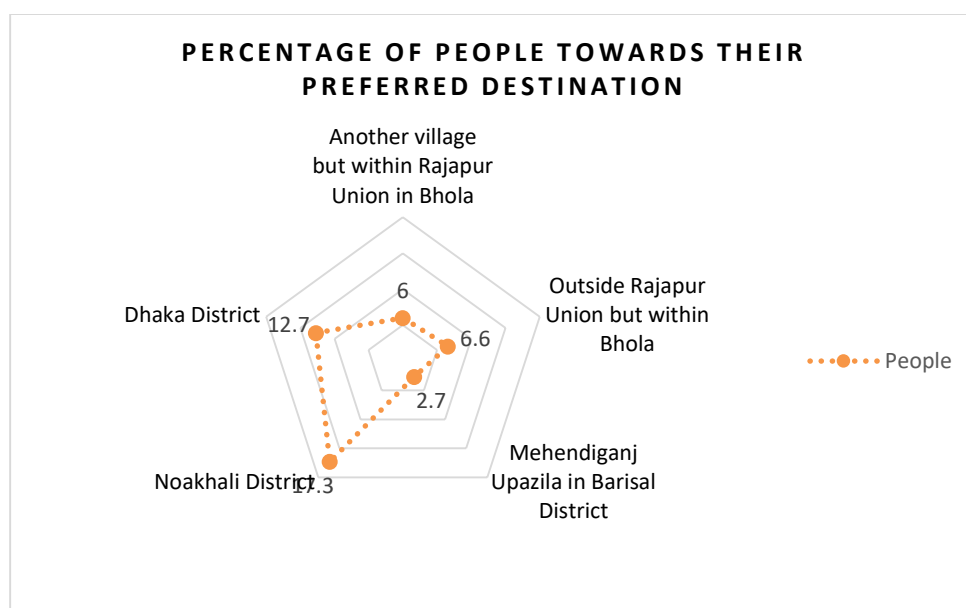 PERCENTAGE OF PEOPLE TOWARDS THEIR
PREFERRED DESTINATION
Another village
but within Rajapur
Union in Bhola
6
Outside Rajapur
Union but within
Bhola
6.6
Dhaka District
12.7
People
2.7
Mehendiganj
Upazila in Barisal
District
Noakhali District
17.3